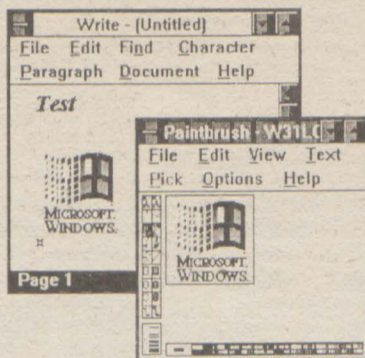 Write - (Untitled)
File Edit Find Character
Paragraph Document Help
Test
MICROSOFT.
WINDOWS.
¤
Page 1
Paintbrush - W31LO
File Edit View Text
Pick Options Help
MICROSOFT.
WINDOWS.